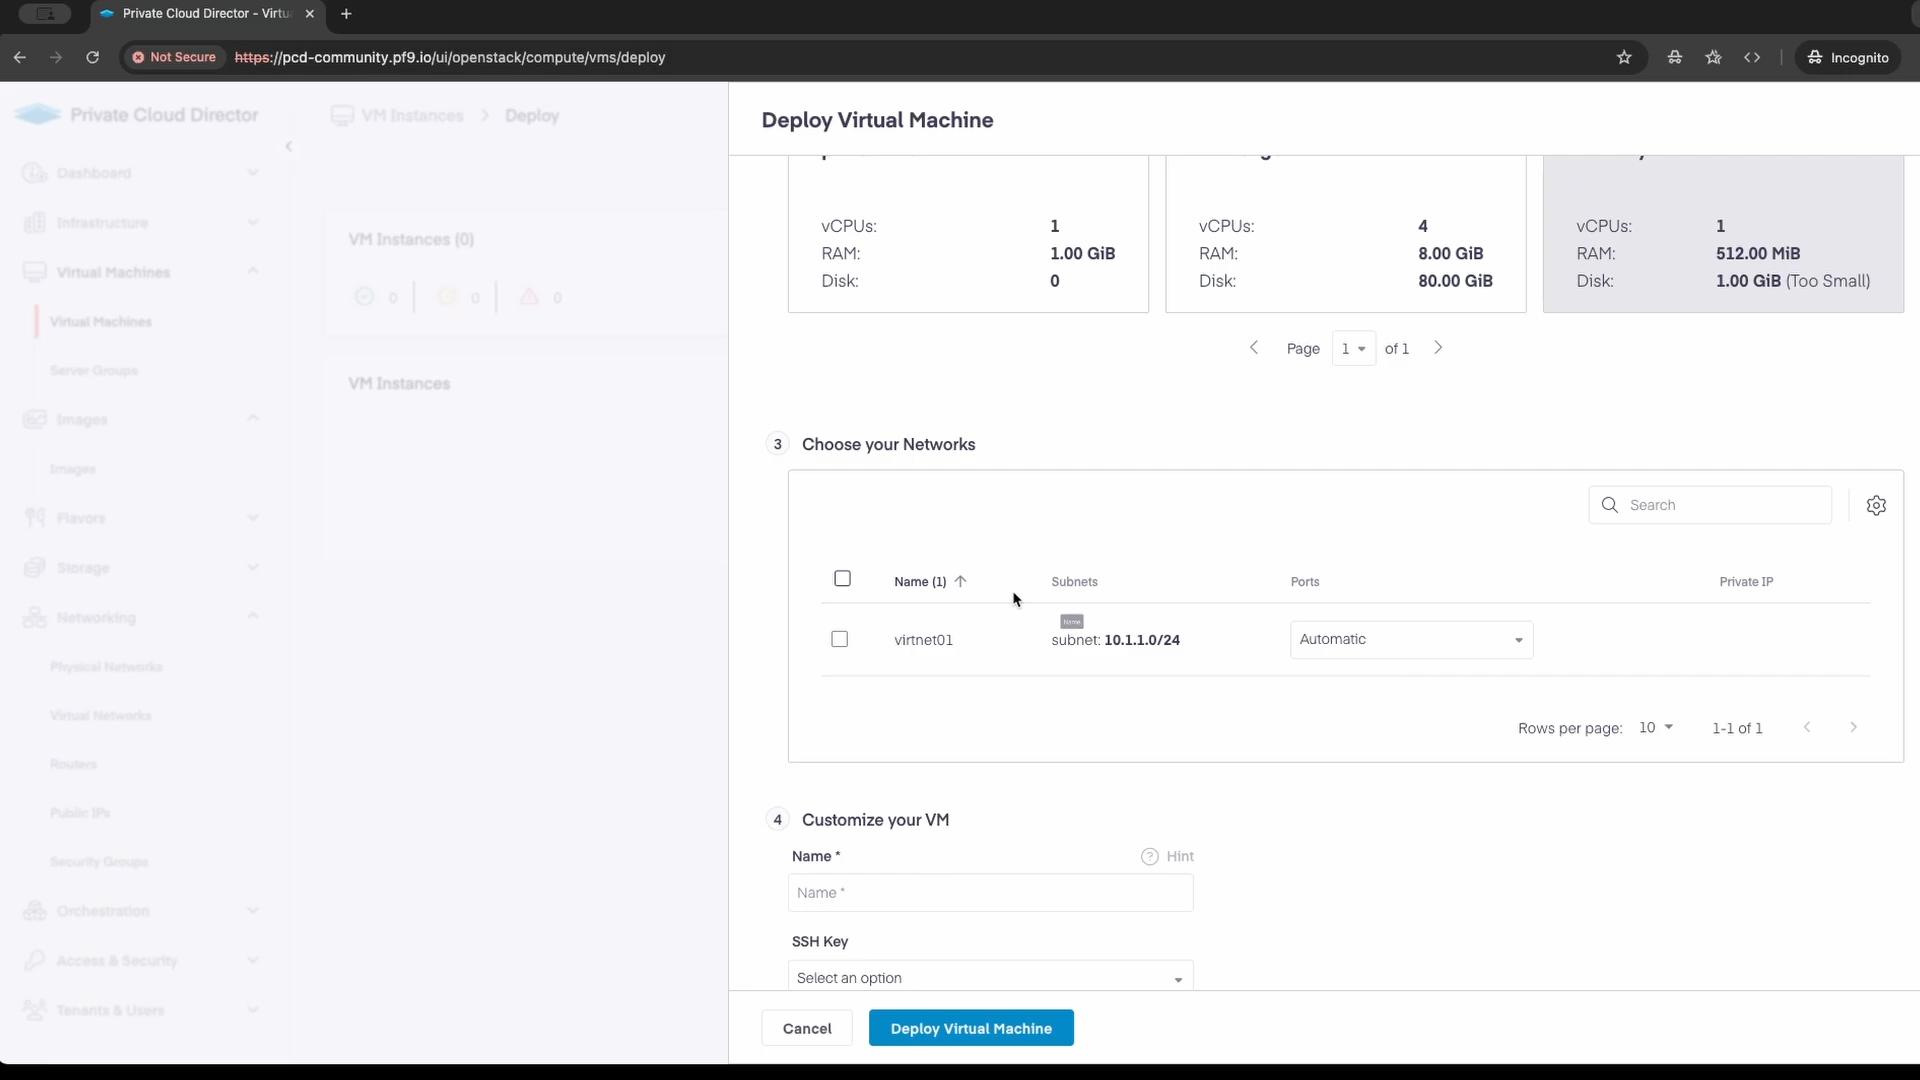 Private Cloud Director - Virtu
Not Secure
https://pcd-community.pf9.io/ui/openstack/compute/vms/deploy
Incognito
Private Cloud Director
VM Instances
Deploy
Dashboard
Infrastructure
Virtual Machines
Virtual Machines
Server Groups
Images
Images
Flavors
Storage
Networking
Physical Networks
Virtual Networks
Routers
Public IPs
Security Groups
Orchestration
Access & Security
Tenants & Users
VM Instances (0)
0 0 0
VM Instances
Deploy Virtual Machine
vCPUs: 1
RAM: 1.00 GiB
Disk: 0
vCPUs: 4
RAM: 8.00 GiB
Disk: 80.00 GiB
vCPUs: 1
RAM: 512.00 MiB
Disk: 1.00 GiB (Too Small)
Page 1 of 1
3 Choose your Networks
Search
Name (1) Subnets Ports Private IP
Name
virtnet01 subnet: 10.1.1.0/24 Automatic
Rows per page: 10 1-1 of 1
4 Customize your VM
Name * Hint
Name *
SSH Key
Select an option
Cancel Deploy Virtual Machine